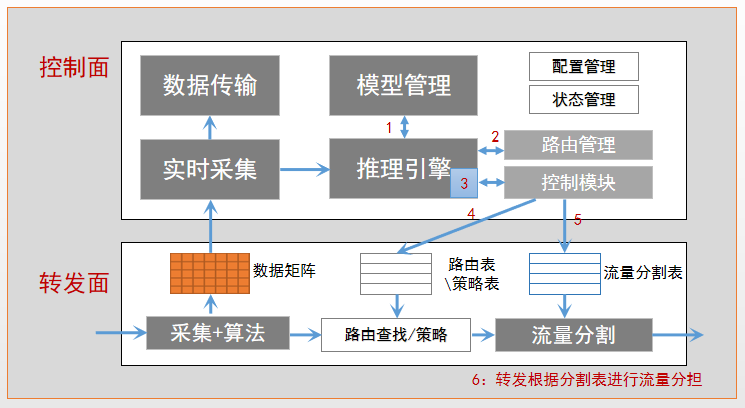 控制面
数据传输
模型管理
配置管理
状态管理
1
实时采集
推理引擎
2
路由管理
3
控制模块
4
5
转发面
数据矩阵
路由表
\策略表
流量分割表
采集+算法
路由查找/策略
流量分割
6：转发根据分割表进行流量分担